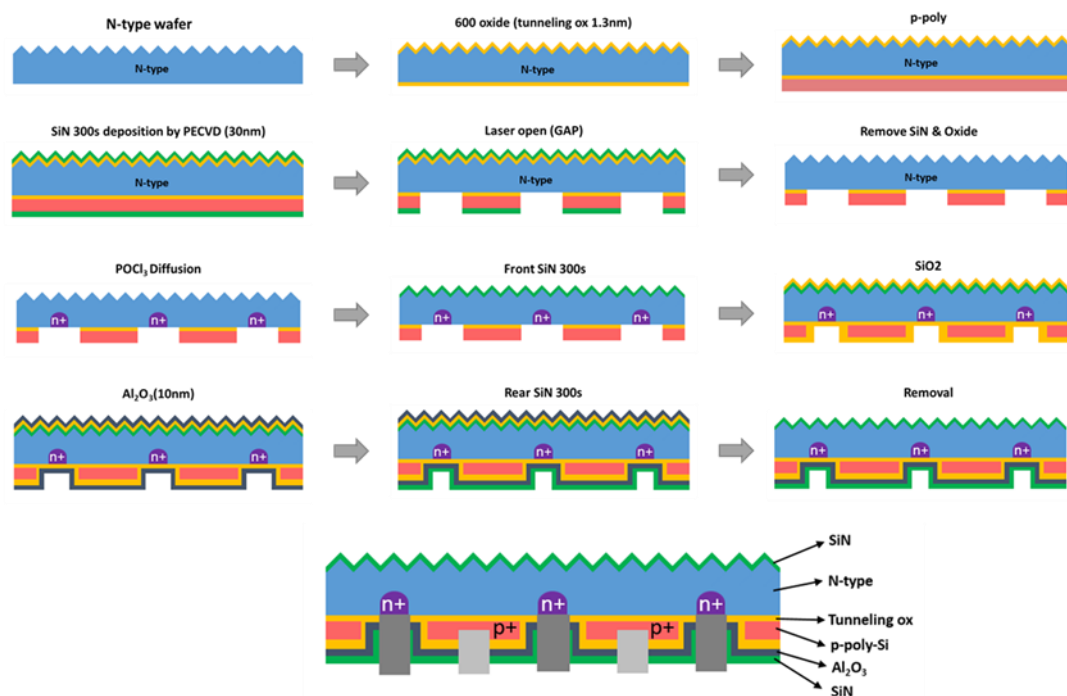 N-type wafer
600 oxide (tunneling ox 1.3nm)
p-poly
N-type
N-type
N-type
SiN 300s deposition by PECVD (30nm)
Laser open (GAP)
Remove SiN & Oxide
N-type
N-type
N-type
POCl₃ Diffusion
Front SiN 300s
SiO2
n+ n+ n+
n+ n+ n+
n+ n+ n+
Al₂O₃(10nm)
Rear SiN 300s
Removal
n+ n+ n+
n+ n+ n+
n+ n+ n+
SiN
N-type
n+ n+ n+
Tunneling ox
p+ p+
p-poly-Si
Al₂O₃
SiN